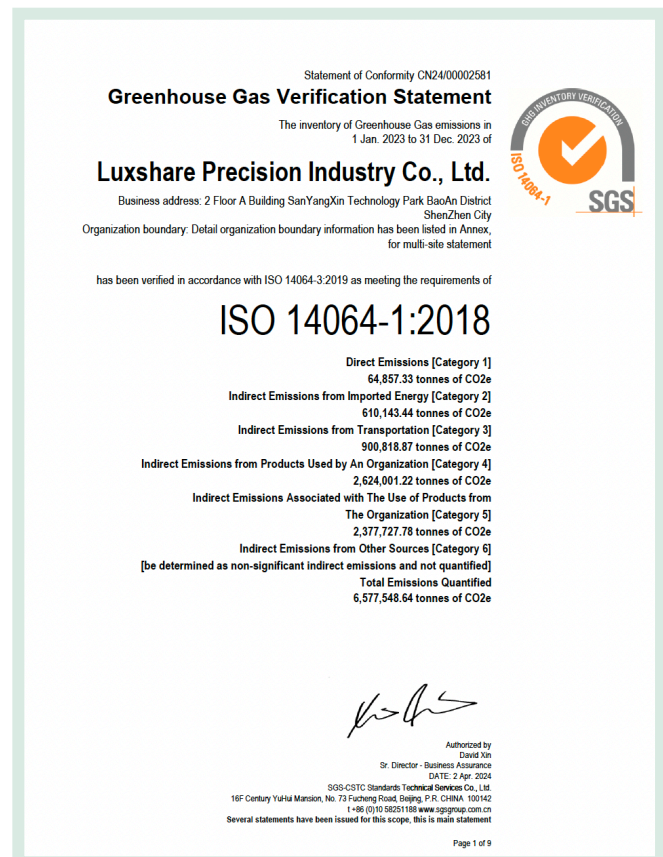 Statement of Conformity CN24/00002581
Greenhouse Gas Verification Statement
The inventory of Greenhouse Gas emissions in
1 Jan. 2023 to 31 Dec. 2023 of
Luxshare Precision Industry Co., Ltd.
Business address: 2 Floor A Building SanYangXin Technology Park BaoAn District
ShenZhen City
Organization boundary: Detail organization boundary information has been listed in Annex,
for multi-site statement
GHG INVENTORY VERIFICATION
ISO 14064-1
SGS
has been verified in accordance with ISO 14064-3:2019 as meeting the requirements of
ISO 14064-1:2018
Direct Emissions [Category 1]
64,857.33 tonnes of CO2e
Indirect Emissions from Imported Energy [Category 2]
610,143.44 tonnes of CO2e
Indirect Emissions from Transportation [Category 3]
900,818.87 tonnes of CO2e
Indirect Emissions from Products Used by An Organization [Category 4]
2,624,001.22 tonnes of CO2e
Indirect Emissions Associated with The Use of Products from
The Organization [Category 5]
2,377,727.78 tonnes of CO2e
Indirect Emissions from Other Sources [Category 6]
[be determined as non-significant indirect emissions and not quantified]
Total Emissions Quantified
6,577,548.64 tonnes of CO2e
Authorized by
David Xin
Sr. Director - Business Assurance
DATE: 2 Apr. 2024
SGS-CSTC Standards Technical Services Co., Ltd.
16F Century YuHui Mansion, No. 73 Fucheng Road, Beijing, P.R. CHINA 100142
t +86 (0)10 58251188 www.sgsgroup.com.cn
Several statements have been issued for this scope, this is main statement
Page 1 of 9